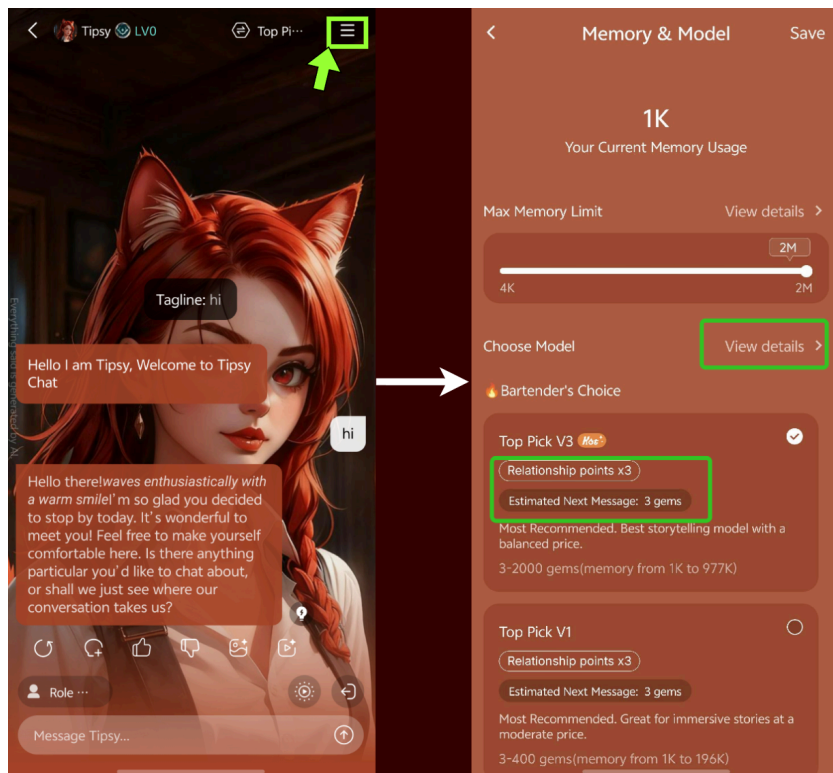 Tipsy LV0
Top Pi···
Tagline: hi
Everything said is generated by AI
Hello I am Tipsy, Welcome to Tipsy
Chat
hi
Hello there!waves enthusiastically with
a warm smile!'m so glad you decided
to stop by today. It's wonderful to
meet you! Feel free to make yourself
comfortable here. Is there anything
particular you'd like to chat about,
or shall we just see where our
conversation takes us?
Role ···
Message Tipsy...
Memory & Model
Save
1K
Your Current Memory Usage
Max Memory Limit
View details
2M
4K
2M
Choose Model
View details
🔥Bartender's Choice
Top Pick V3 Hot
Relationship points x3
Estimated Next Message: 3 gems
Most Recommended. Best storytelling model with a
balanced price.
3-2000 gems(memory from 1K to 977K)
Top Pick V1
Relationship points x3
Estimated Next Message: 3 gems
Most Recommended. Great for immersive stories at a
moderate price.
3-400 gems(memory from 1K to 196K)